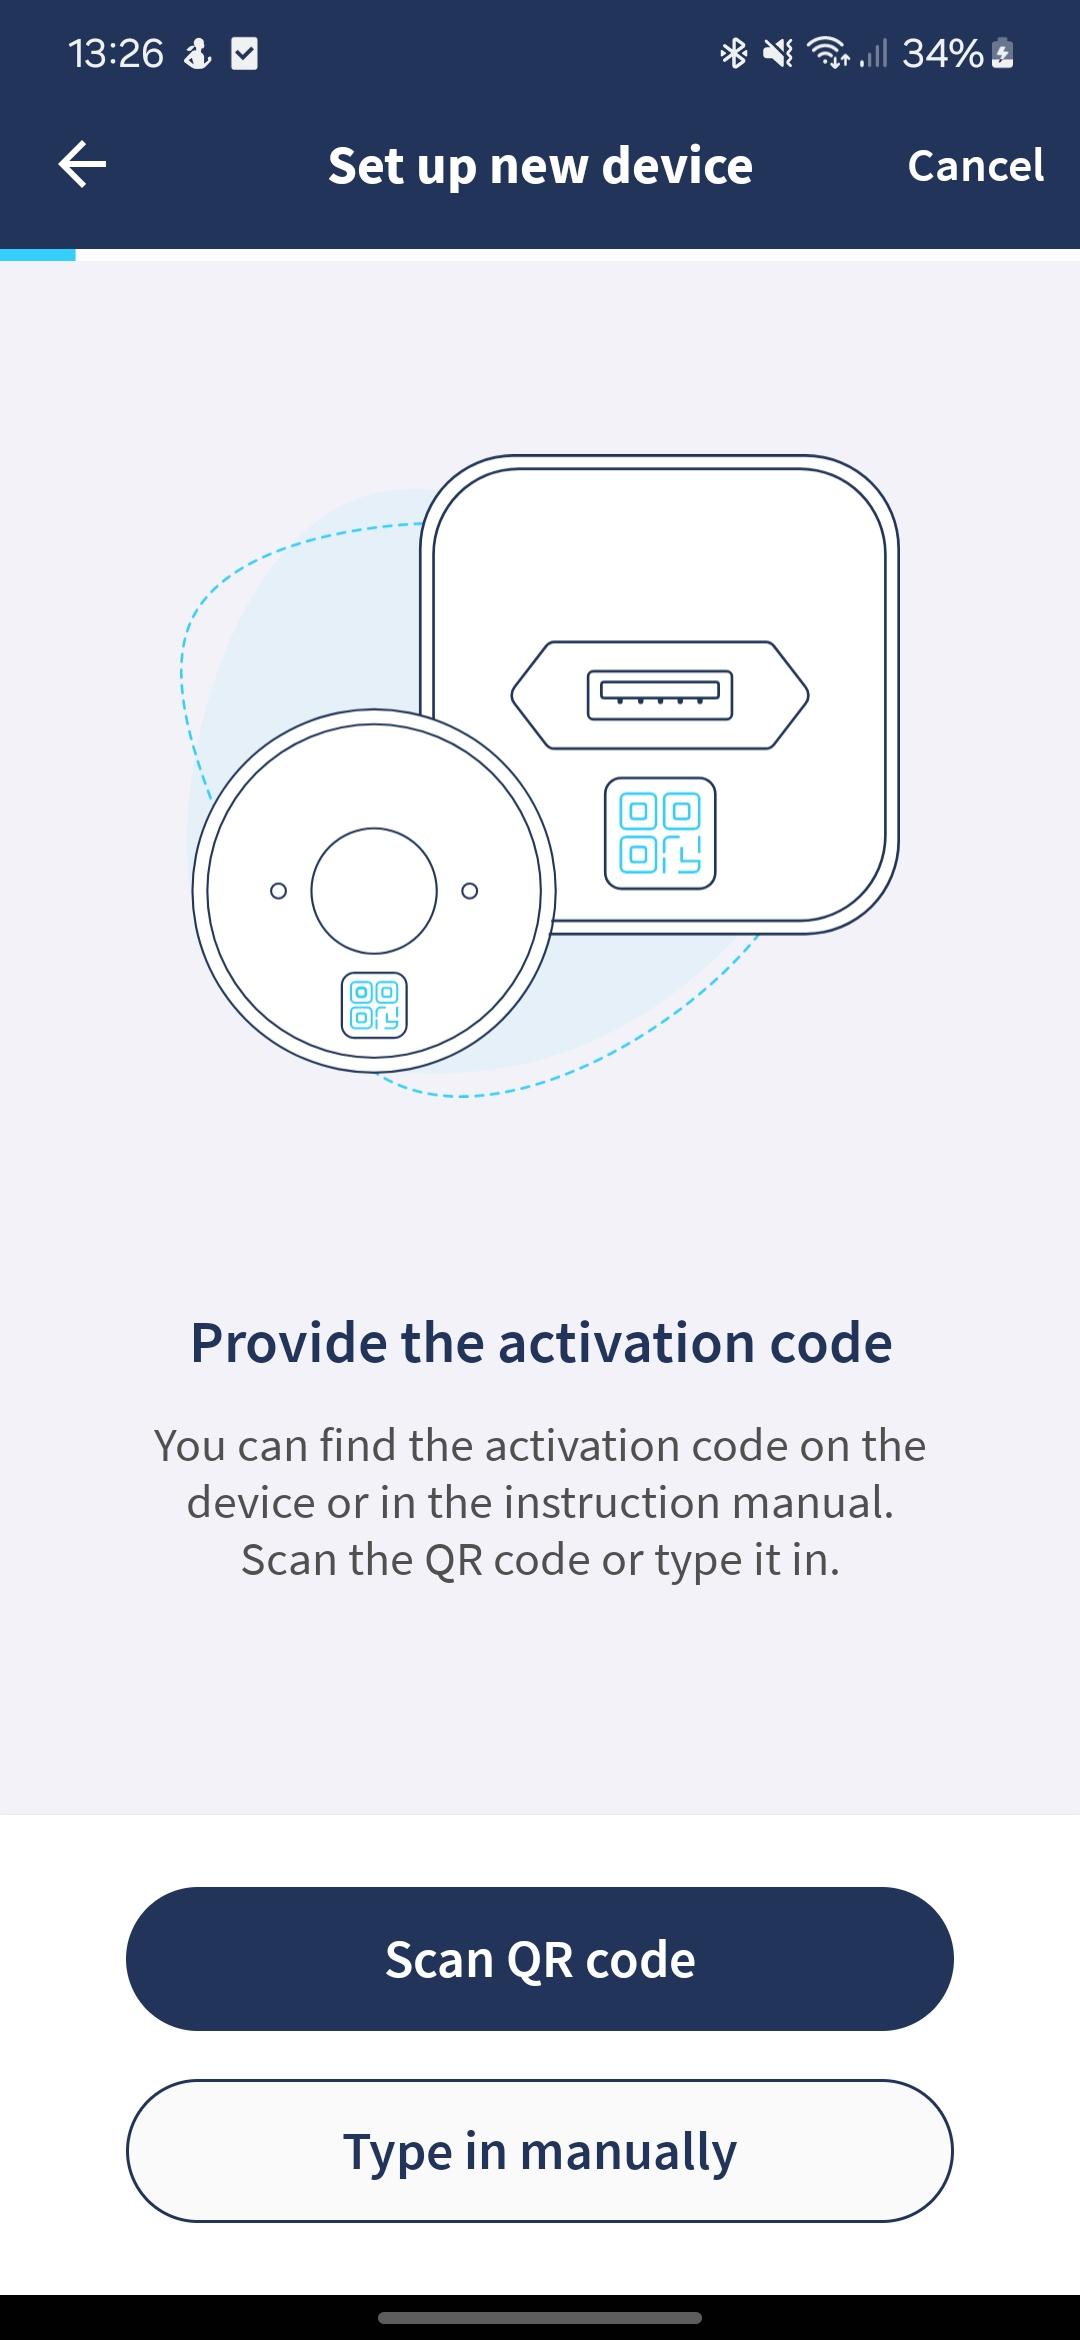 13:26 34%
Set up new device Cancel
Provide the activation code
You can find the activation code on the
device or in the instruction manual.
Scan the QR code or type it in.
Scan QR code
Type in manually